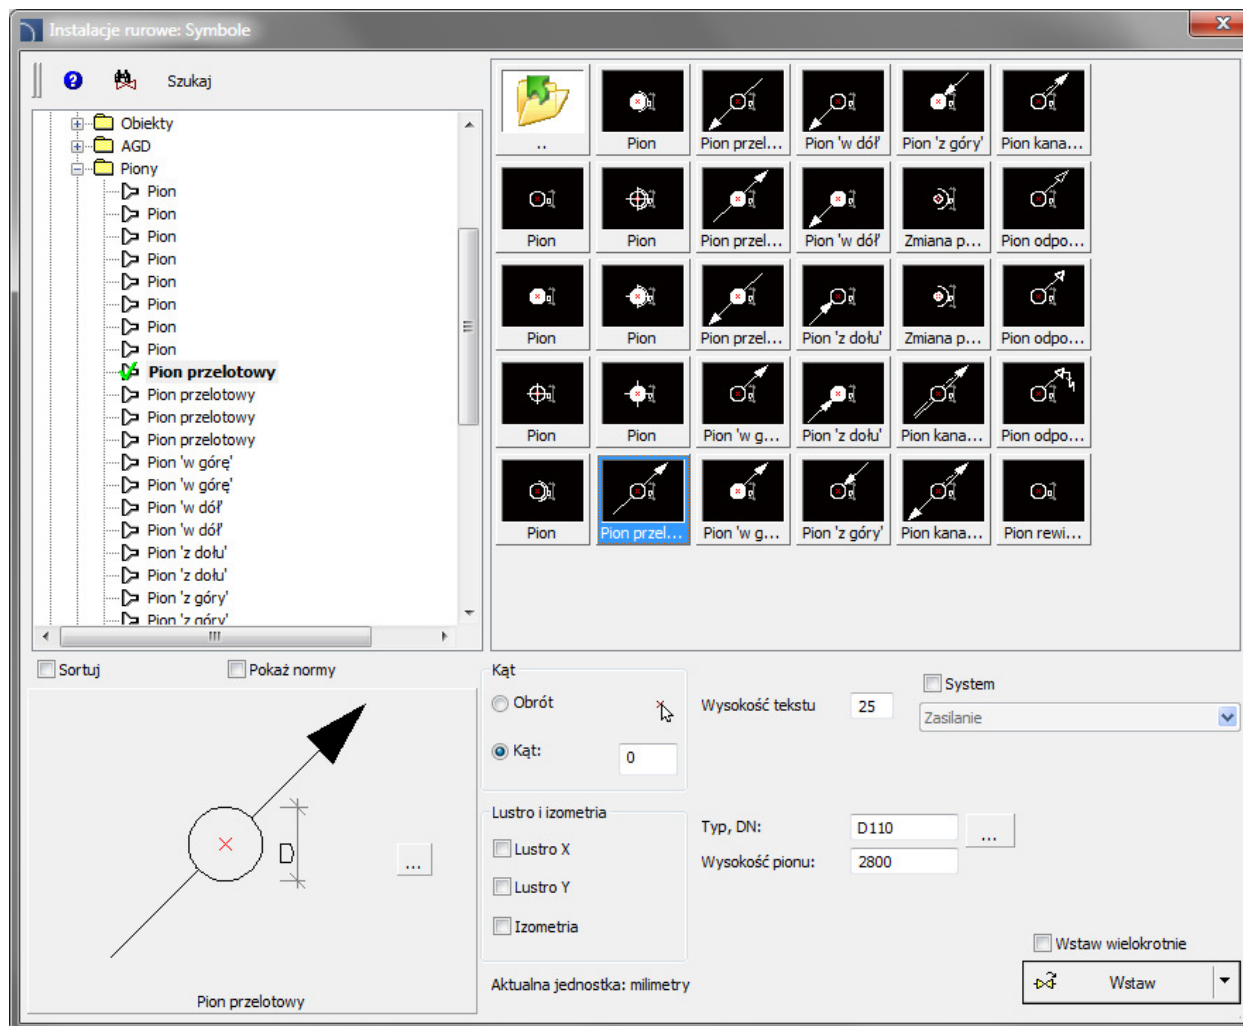 Instalacje rurowe: Symbole
Szukaj
Obiekty
AGD
Piony
Pion
Pion
Pion
Pion
Pion
Pion
Pion
Pion
Pion przelotowy
Pion przelotowy
Pion przelotowy
Pion przelotowy
Pion 'w górę'
Pion 'w górę'
Pion 'w dół'
Pion 'w dół'
Pion 'z dołu'
Pion 'z dołu'
Pion 'z góry'
Pion 'z góry'
.. Pion Pion przel... Pion 'w dół' Pion 'z góry' Pion kana...
Pion Pion Pion przel... Pion 'w dół' Zmiana p... Pion odpo...
Pion Pion Pion przel... Pion 'z dołu' Zmiana p... Pion odpo...
Pion Pion Pion 'w g... Pion 'z dołu' Pion kana... Pion odpo...
Pion Pion przel... Pion 'w g... Pion 'z góry' Pion kana... Pion rewi...
Sortuj Pokaż normy
D
...
Pion przelotowy
Kąt
Obrót
Kąt: 0
Lustro i izometria
Lustro X
Lustro Y
Izometria
Aktualna jednostka: milimetry
Wysokość tekstu 25
System
Zasilanie
Typ, DN: D110 ...
Wysokość pionu: 2800
Wstaw wielokrotnie
Wstaw